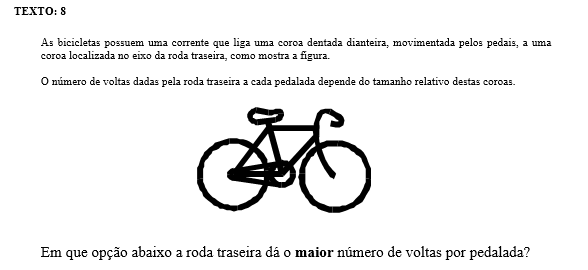 TEXTO: 8
As bicicletas possuem uma corrente que liga uma coroa dentada dianteira, movimentada pelos pedais, a uma
coroa localizada no eixo da roda traseira, como mostra a figura.
O número de voltas dadas pela roda traseira a cada pedalada depende do tamanho relativo destas coroas.
Em que opção abaixo a roda traseira dá o maior número de voltas por pedalada?